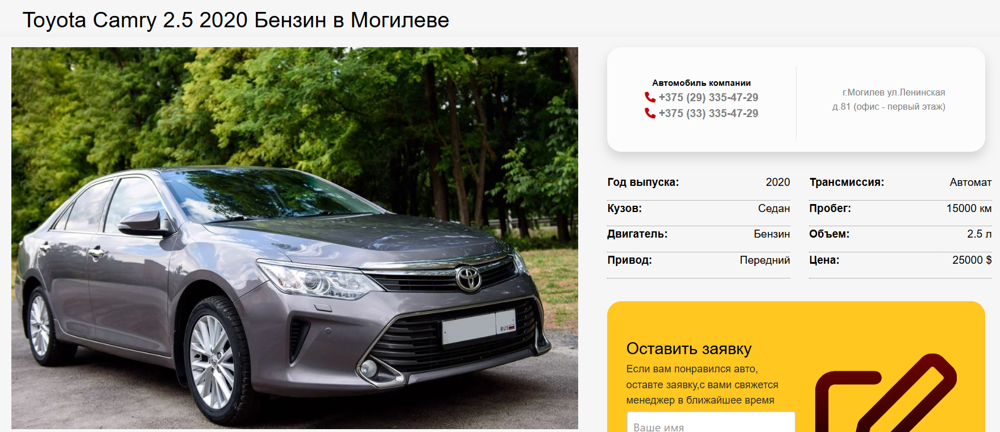 Toyota Camry 2.5 2020 Бензин в Могилеве
RUS
Автомобиль компании
+375 (29) 335-47-29
+375 (33) 335-47-29
г.Могилев ул.Ленинская
д.81 (офис - первый этаж)
Год выпуска: 2020
Трансмиссия: Автомат
Кузов: Седан
Пробег: 15000 км
Двигатель: Бензин
Объем: 2.5 л
Привод: Передний
Цена: 25000 $
Оставить заявку
Если вам понравился авто,
оставте заявку,с вами свяжется
менеджер в ближайшее время
Ваше имя